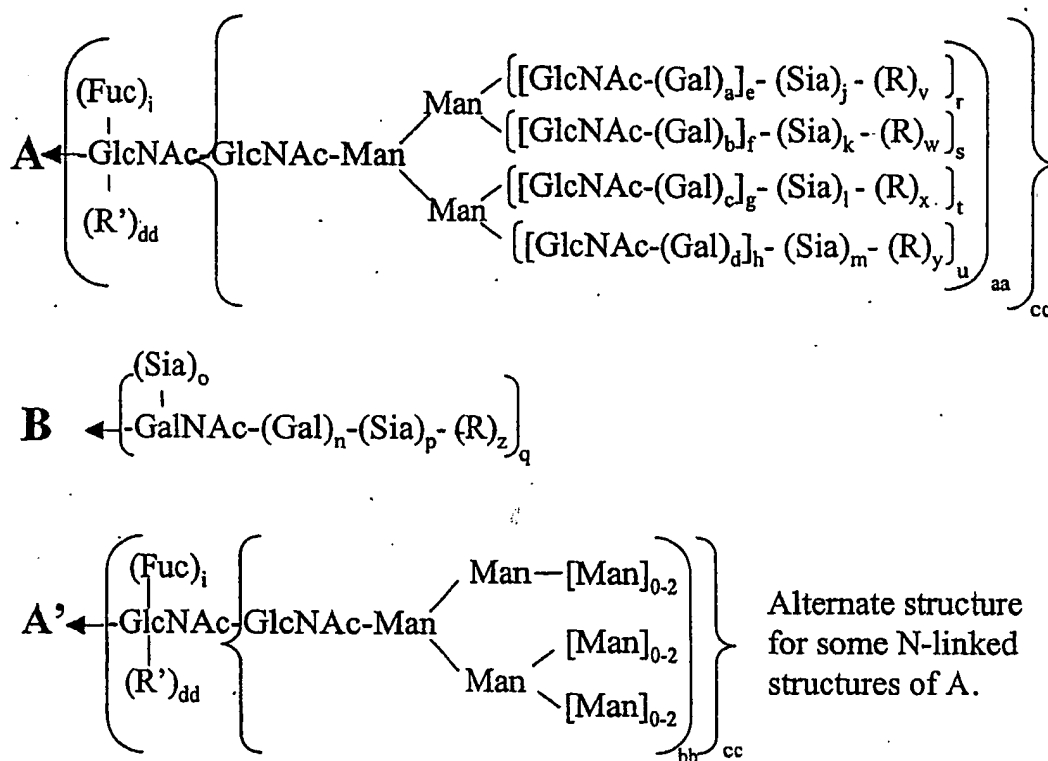 (Fuc)i
Man
[[GlcNAc-(Gal)a]e- (Sia)j - (R)v ]r
[[GlcNAc-(Gal)b]f- (Sia)k - (R)w ]s
A
GlcNAc-GlcNAc-Man
Man
[[GlcNAc-(Gal)c]g- (Sia)l - (R)x ]t
[[GlcNAc-(Gal)d]h- (Sia)m- (R)y ]u
(R')dd
aa
cc
(Sia)o
B
GalNAc-(Gal)n-(Sia)p- (R)z
q
(Fuc)i
Man—[Man]0-2
A'
GlcNAc-GlcNAc-Man
Man
[Man]0-2
[Man]0-2
(R')dd
bb
cc
Alternate structure
for some N-linked
structures of A.